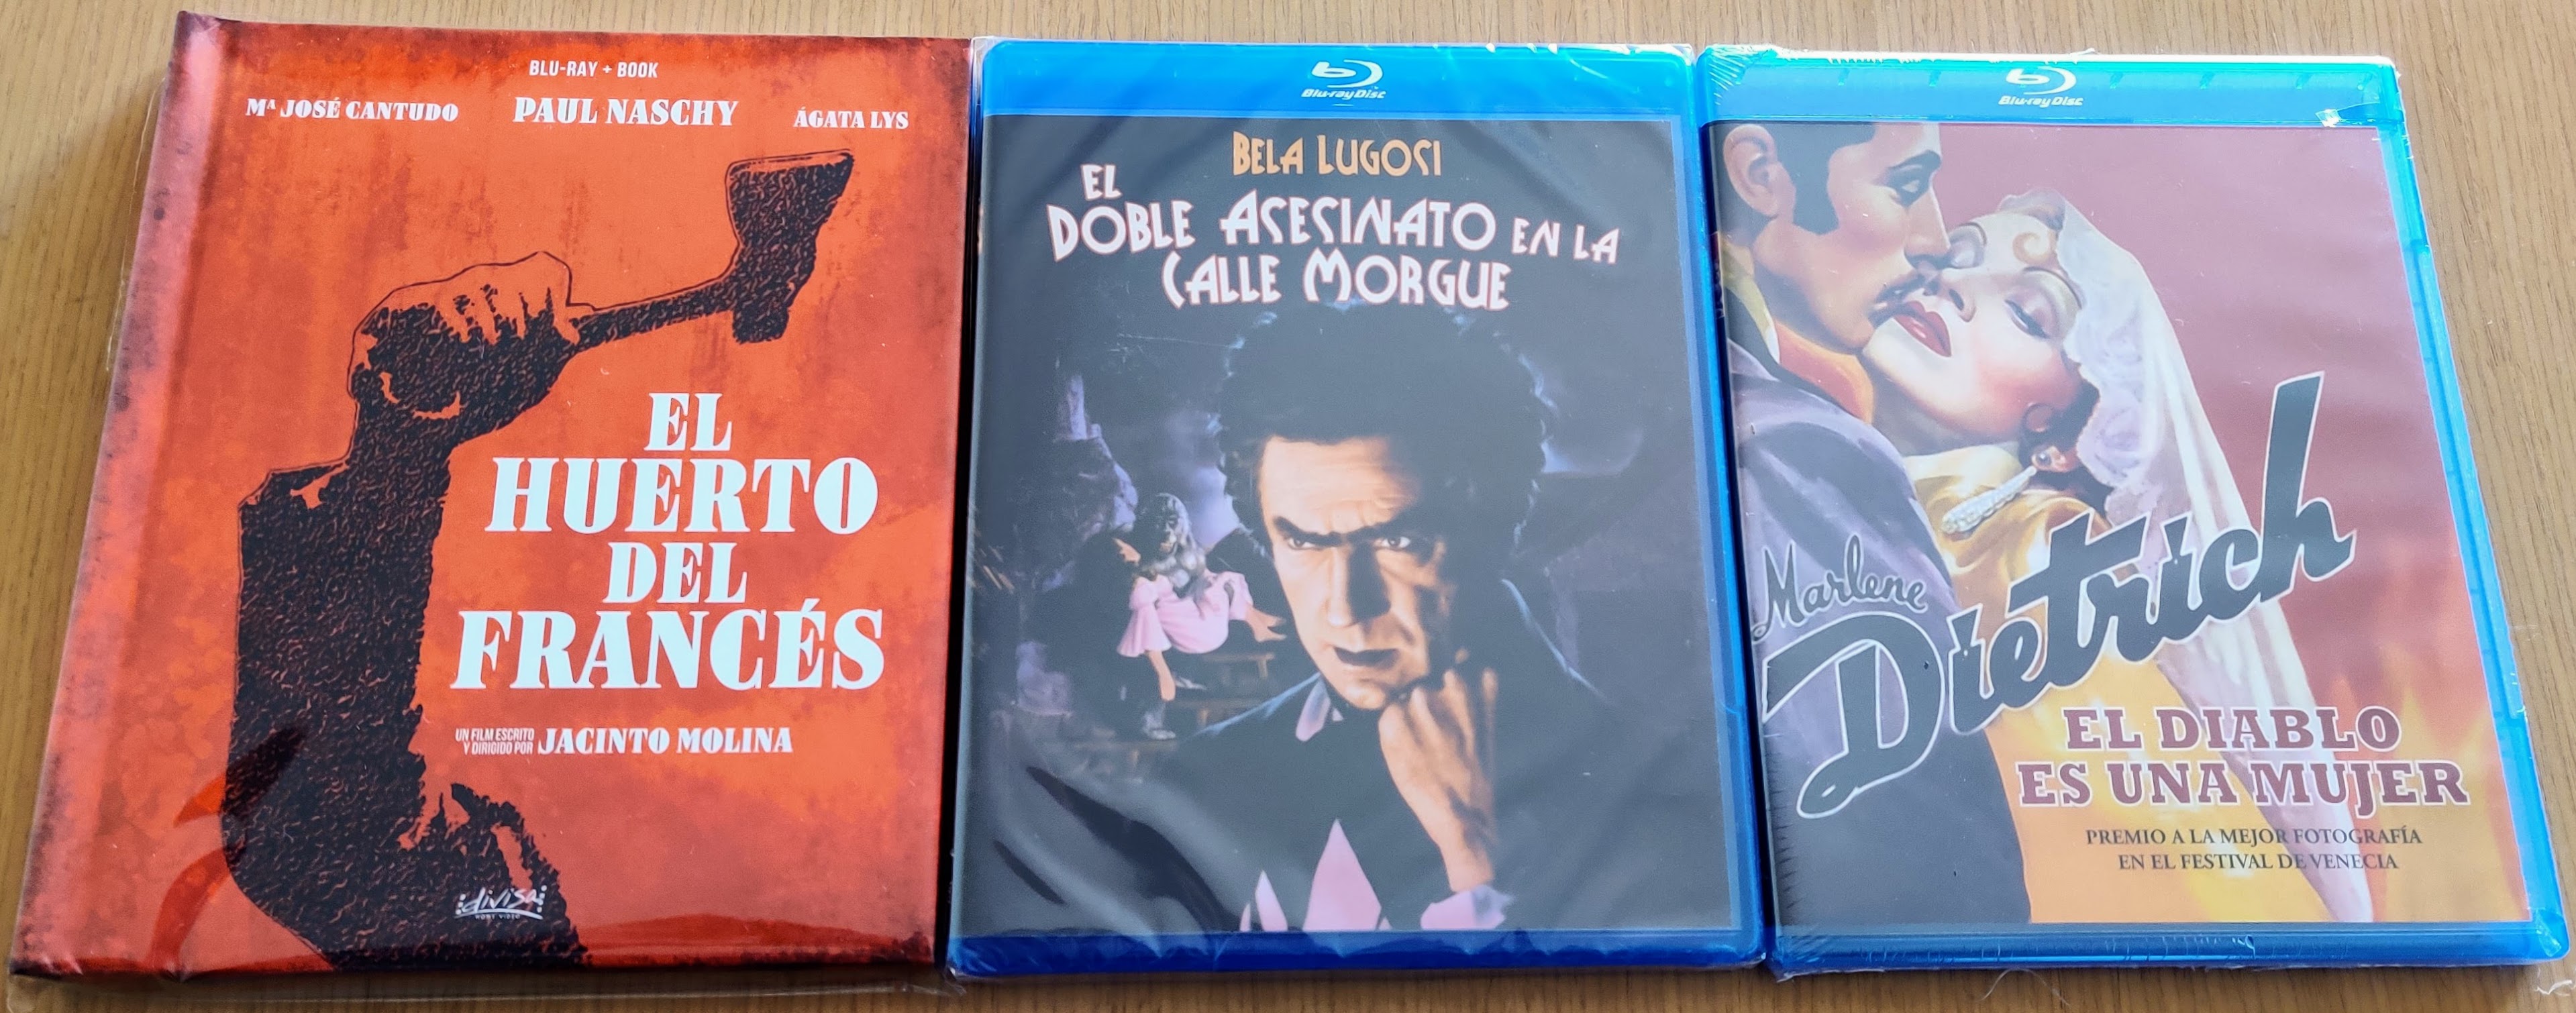 BLU-RAY + BOOK
Mª JOSÉ CANTUDO PAUL NASCHY ÁGATA LYS
EL
HUERTO
DEL
FRANCÉS
UN FILM ESCRITO
Y DIRIGIDO POR JACINTO MOLINA
divisa
HOME VIDEO
Blu-ray Disc
BELA LUGOSI
EL
DOBLE ASESINATO EN LA
CALLE MORGUE
Blu-ray Disc
Marlene
Dietrich
EL DIABLO
ES UNA MUJER
PREMIO A LA MEJOR FOTOGRAFÍA
EN EL FESTIVAL DE VENECIA